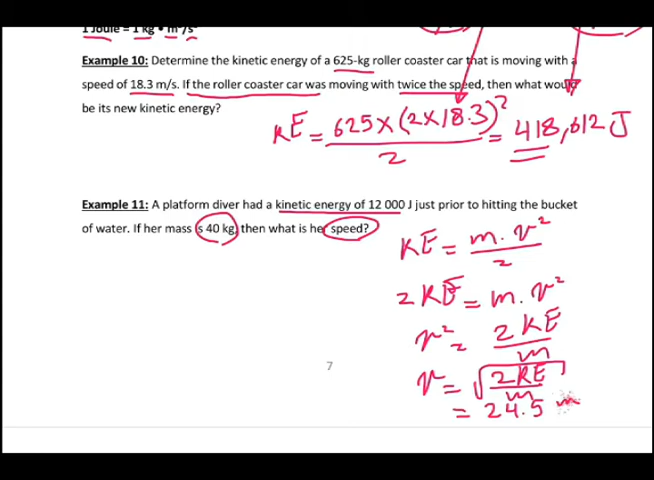 1 Joule = 1 kg • m²/s²
Example 10: Determine the kinetic energy of a 625-kg roller coaster car that is moving with a
speed of 18.3 m/s. If the roller coaster car was moving with twice the speed, then what would
be its new kinetic energy?
KE = 625 × (2 × 18.3)² / 2 = 418,612 J
Example 11: A platform diver had a kinetic energy of 12 000 J just prior to hitting the bucket
of water. If her mass is 40 kg, then what is he speed?
KE = m · v² / 2
2KE = m · v²
v² = 2KE / m
7
v = √2KE / m
= 24.5 m